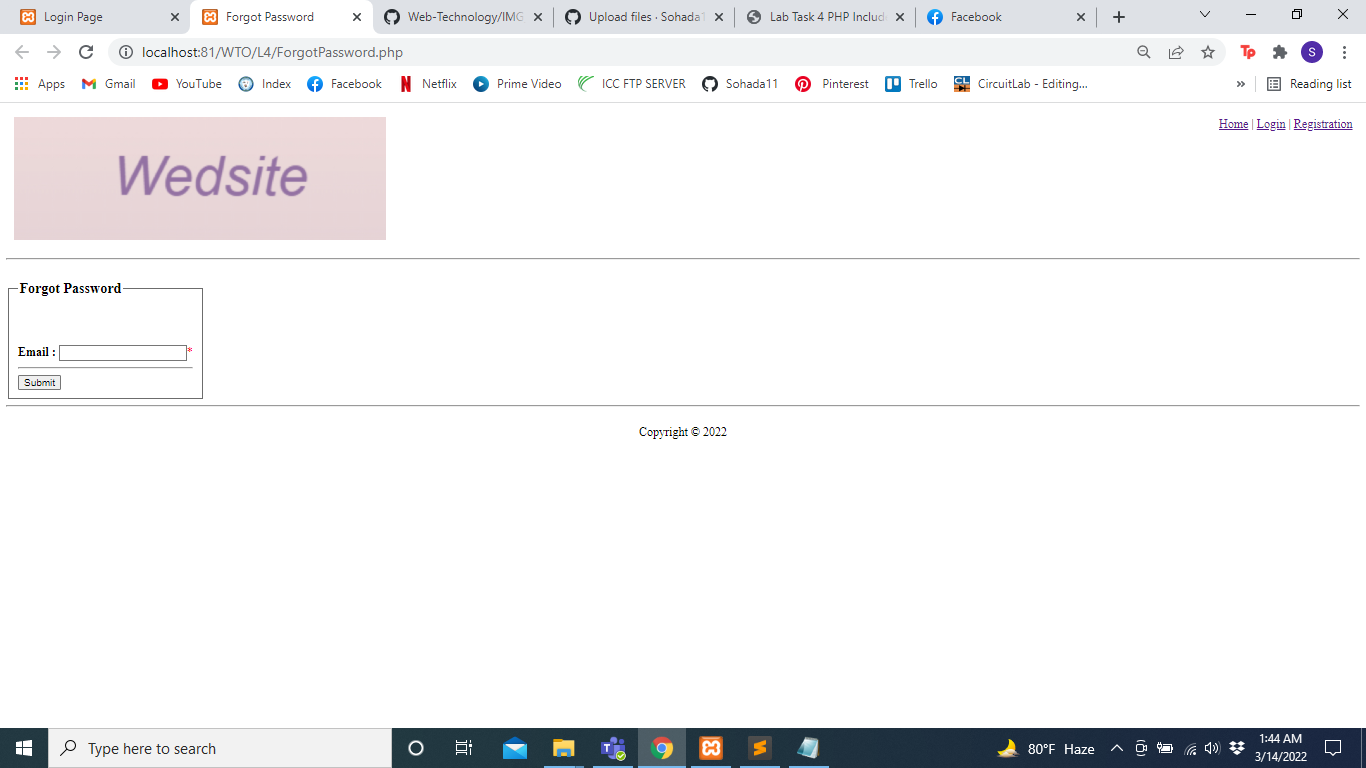 Login Page
Forgot Password
Web-Technology/IMG
Upload files · Sohada1
Lab Task 4 PHP Includ
Facebook
localhost:81/WTO/L4/ForgotPassword.php
Tp
S
Apps
Gmail
YouTube
Index
Facebook
Netflix
Prime Video
ICC FTP SERVER
Sohada11
Pinterest
Trello
CircuitLab - Editing...
»
Reading list
Wedsite
Home | Login | Registration
Forgot Password
Email : *
Submit
Copyright © 2022
Type here to search
80°F Haze
1:44 AM
3/14/2022